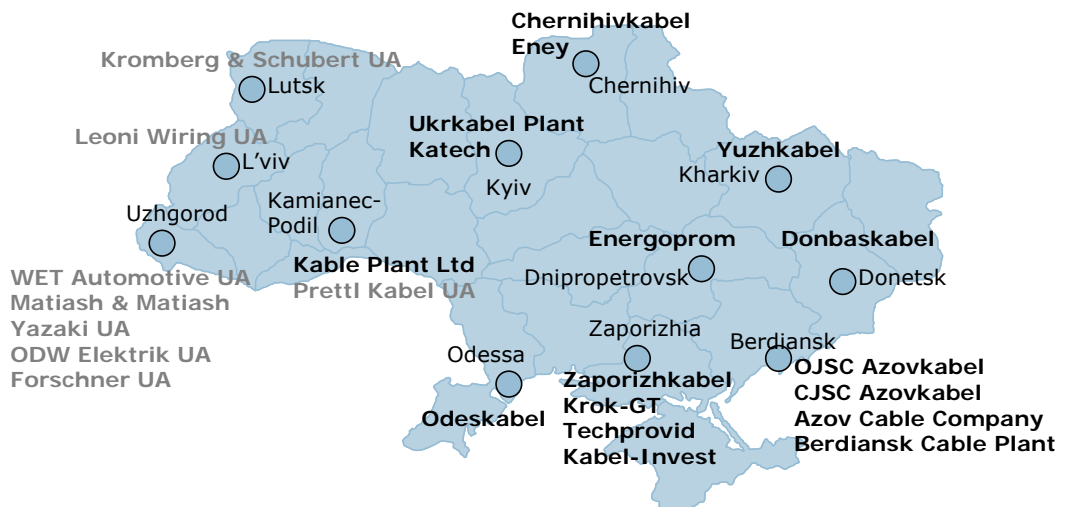 Chernihivkabel
Eney
Chernihiv
Kromberg & Schubert UA
Lutsk
Leoni Wiring UA
L'viv
Ukrkabel Plant
Katech
Kyiv
Yuzhkabel
Kharkiv
Uzhgorod
Kamianec-
Podil
Kable Plant Ltd
Prettl Kabel UA
Energoprom
Dnipropetrovsk
Donbaskabel
Donetsk
WET Automotive UA
Matiash & Matiash
Yazaki UA
ODW Elektrik UA
Forschner UA
Odessa
Odeskabel
Zaporizhia
Zaporizhkabel
Krok-GT
Techprovid
Kabel-Invest
Berdiansk
OJSC Azovkabel
CJSC Azovkabel
Azov Cable Company
Berdiansk Cable Plant